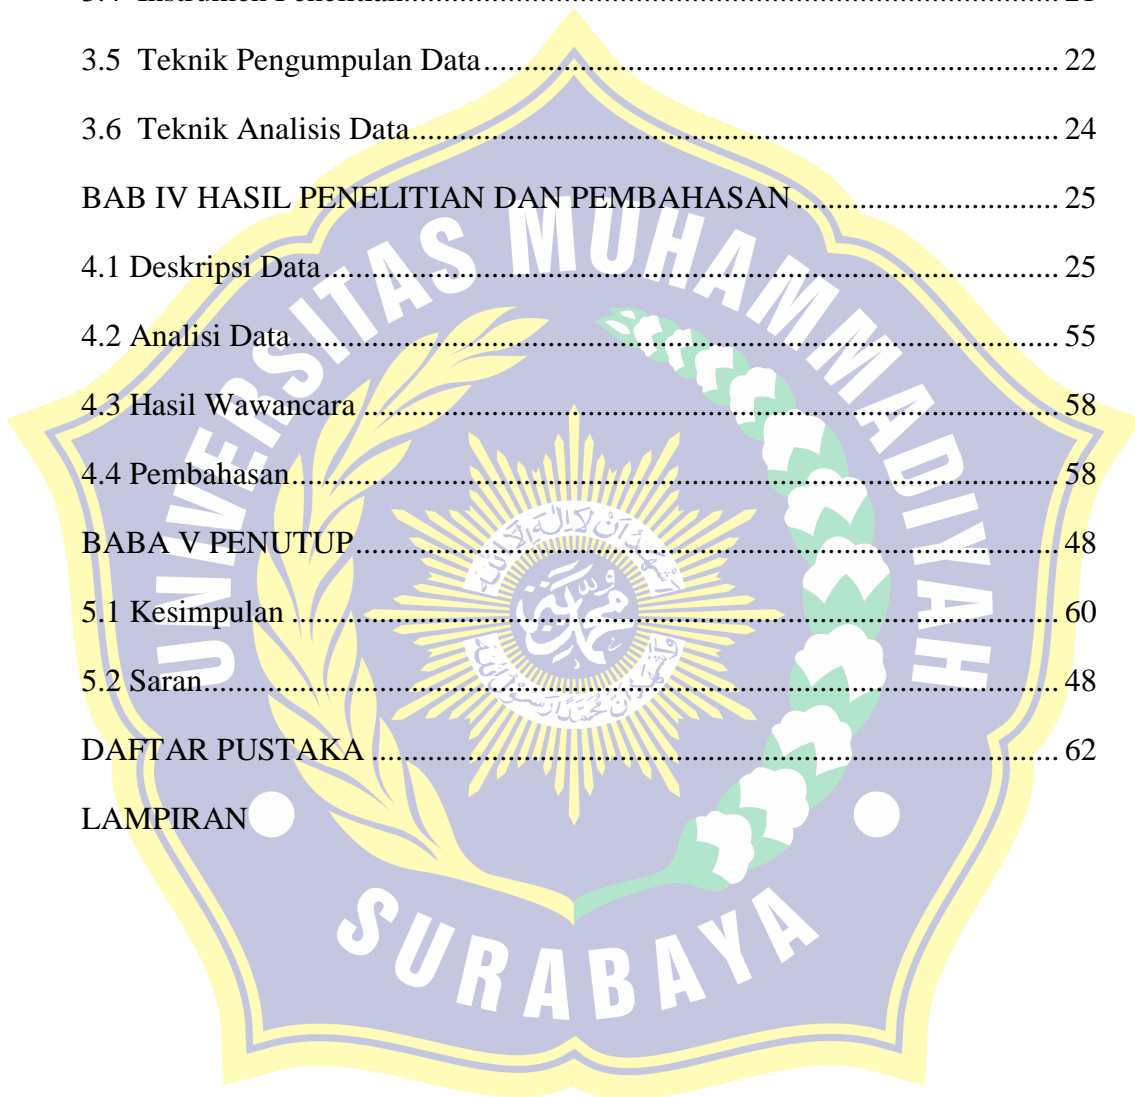 3.5 Teknik Pengumpulan Data 22
3.6 Teknik Analisis Data 24
BAB IV HASIL PENELITIAN DAN PEMBAHASAN 25
4.1 Deskripsi Data 25
4.2 Analisi Data 55
4.3 Hasil Wawancara 58
4.4 Pembahasan 58
BABA V PENUTUP 48
5.1 Kesimpulan 60
5.2 Saran 48
DAFTAR PUSTAKA 62
LAMPIRAN
UNIVERSITAS MUHAMMADIYAH
SURABAYA